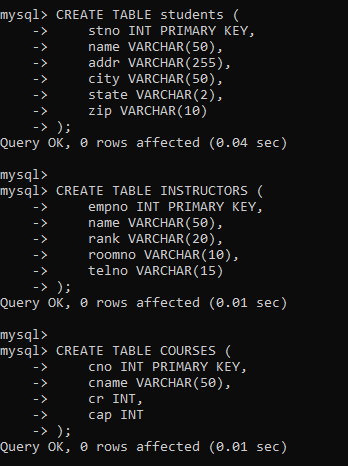 mysql> CREATE TABLE students (
    ->     stno INT PRIMARY KEY,
    ->     name VARCHAR(50),
    ->     addr VARCHAR(255),
    ->     city VARCHAR(50),
    ->     state VARCHAR(2),
    ->     zip VARCHAR(10)
    -> );
Query OK, 0 rows affected (0.04 sec)

mysql>
mysql> CREATE TABLE INSTRUCTORS (
    ->     empno INT PRIMARY KEY,
    ->     name VARCHAR(50),
    ->     rank VARCHAR(20),
    ->     roomno VARCHAR(10),
    ->     telno VARCHAR(15)
    -> );
Query OK, 0 rows affected (0.01 sec)

mysql>
mysql> CREATE TABLE COURSES (
    ->     cno INT PRIMARY KEY,
    ->     cname VARCHAR(50),
    ->     cr INT,
    ->     cap INT
    -> );
Query OK, 0 rows affected (0.01 sec)